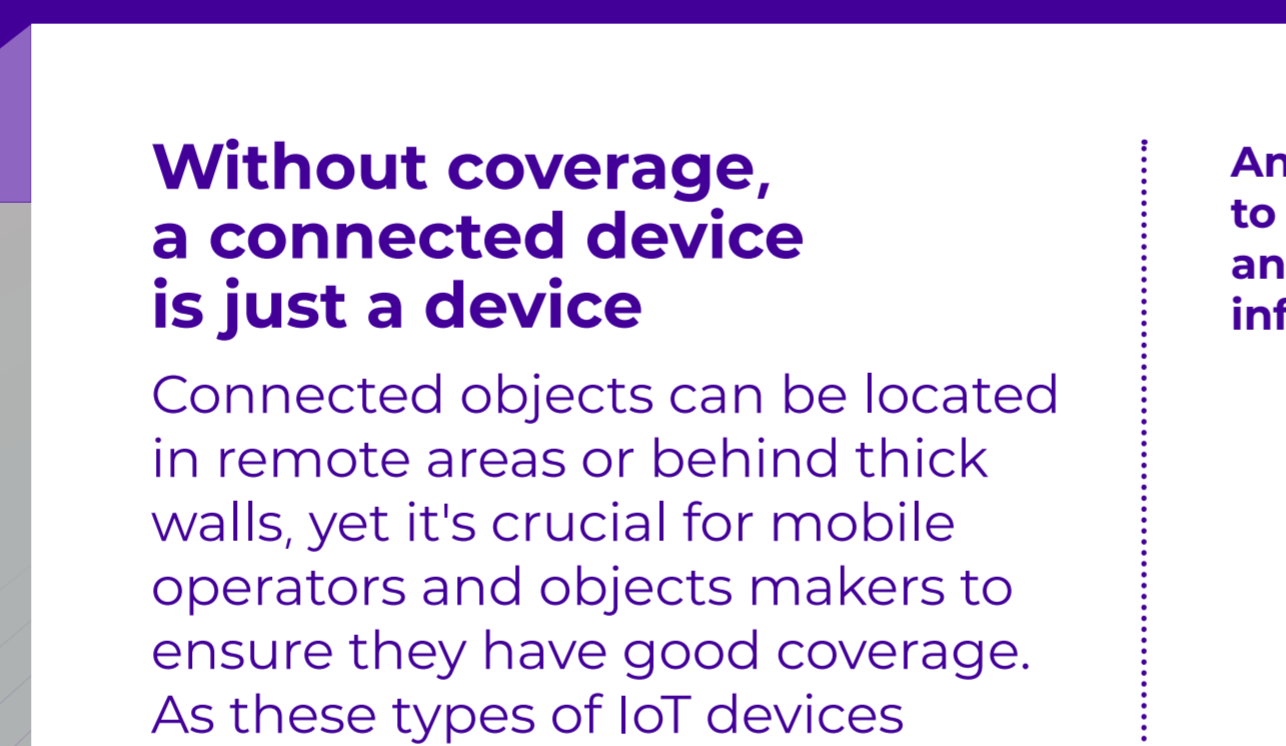 Without coverage,
a connected device
is just a device
Connected objects can be located
in remote areas or behind thick
walls, yet it's crucial for mobile
operators and objects makers to
ensure they have good coverage.
As these types of IoT devices
to